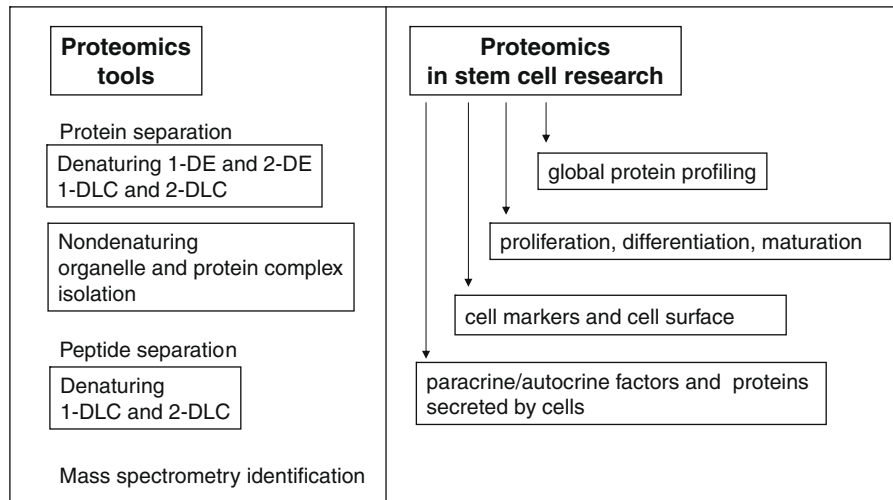 Proteomics
tools
Protein separation
Denaturing 1-DE and 2-DE
1-DLC and 2-DLC
Nondenaturing
organelle and protein complex
isolation
Peptide separation
Denaturing
1-DLC and 2-DLC
Mass spectrometry identification
Proteomics
in stem cell research
global protein profiling
proliferation, differentiation, maturation
cell markers and cell surface
paracrine/autocrine factors and proteins
secreted by cells